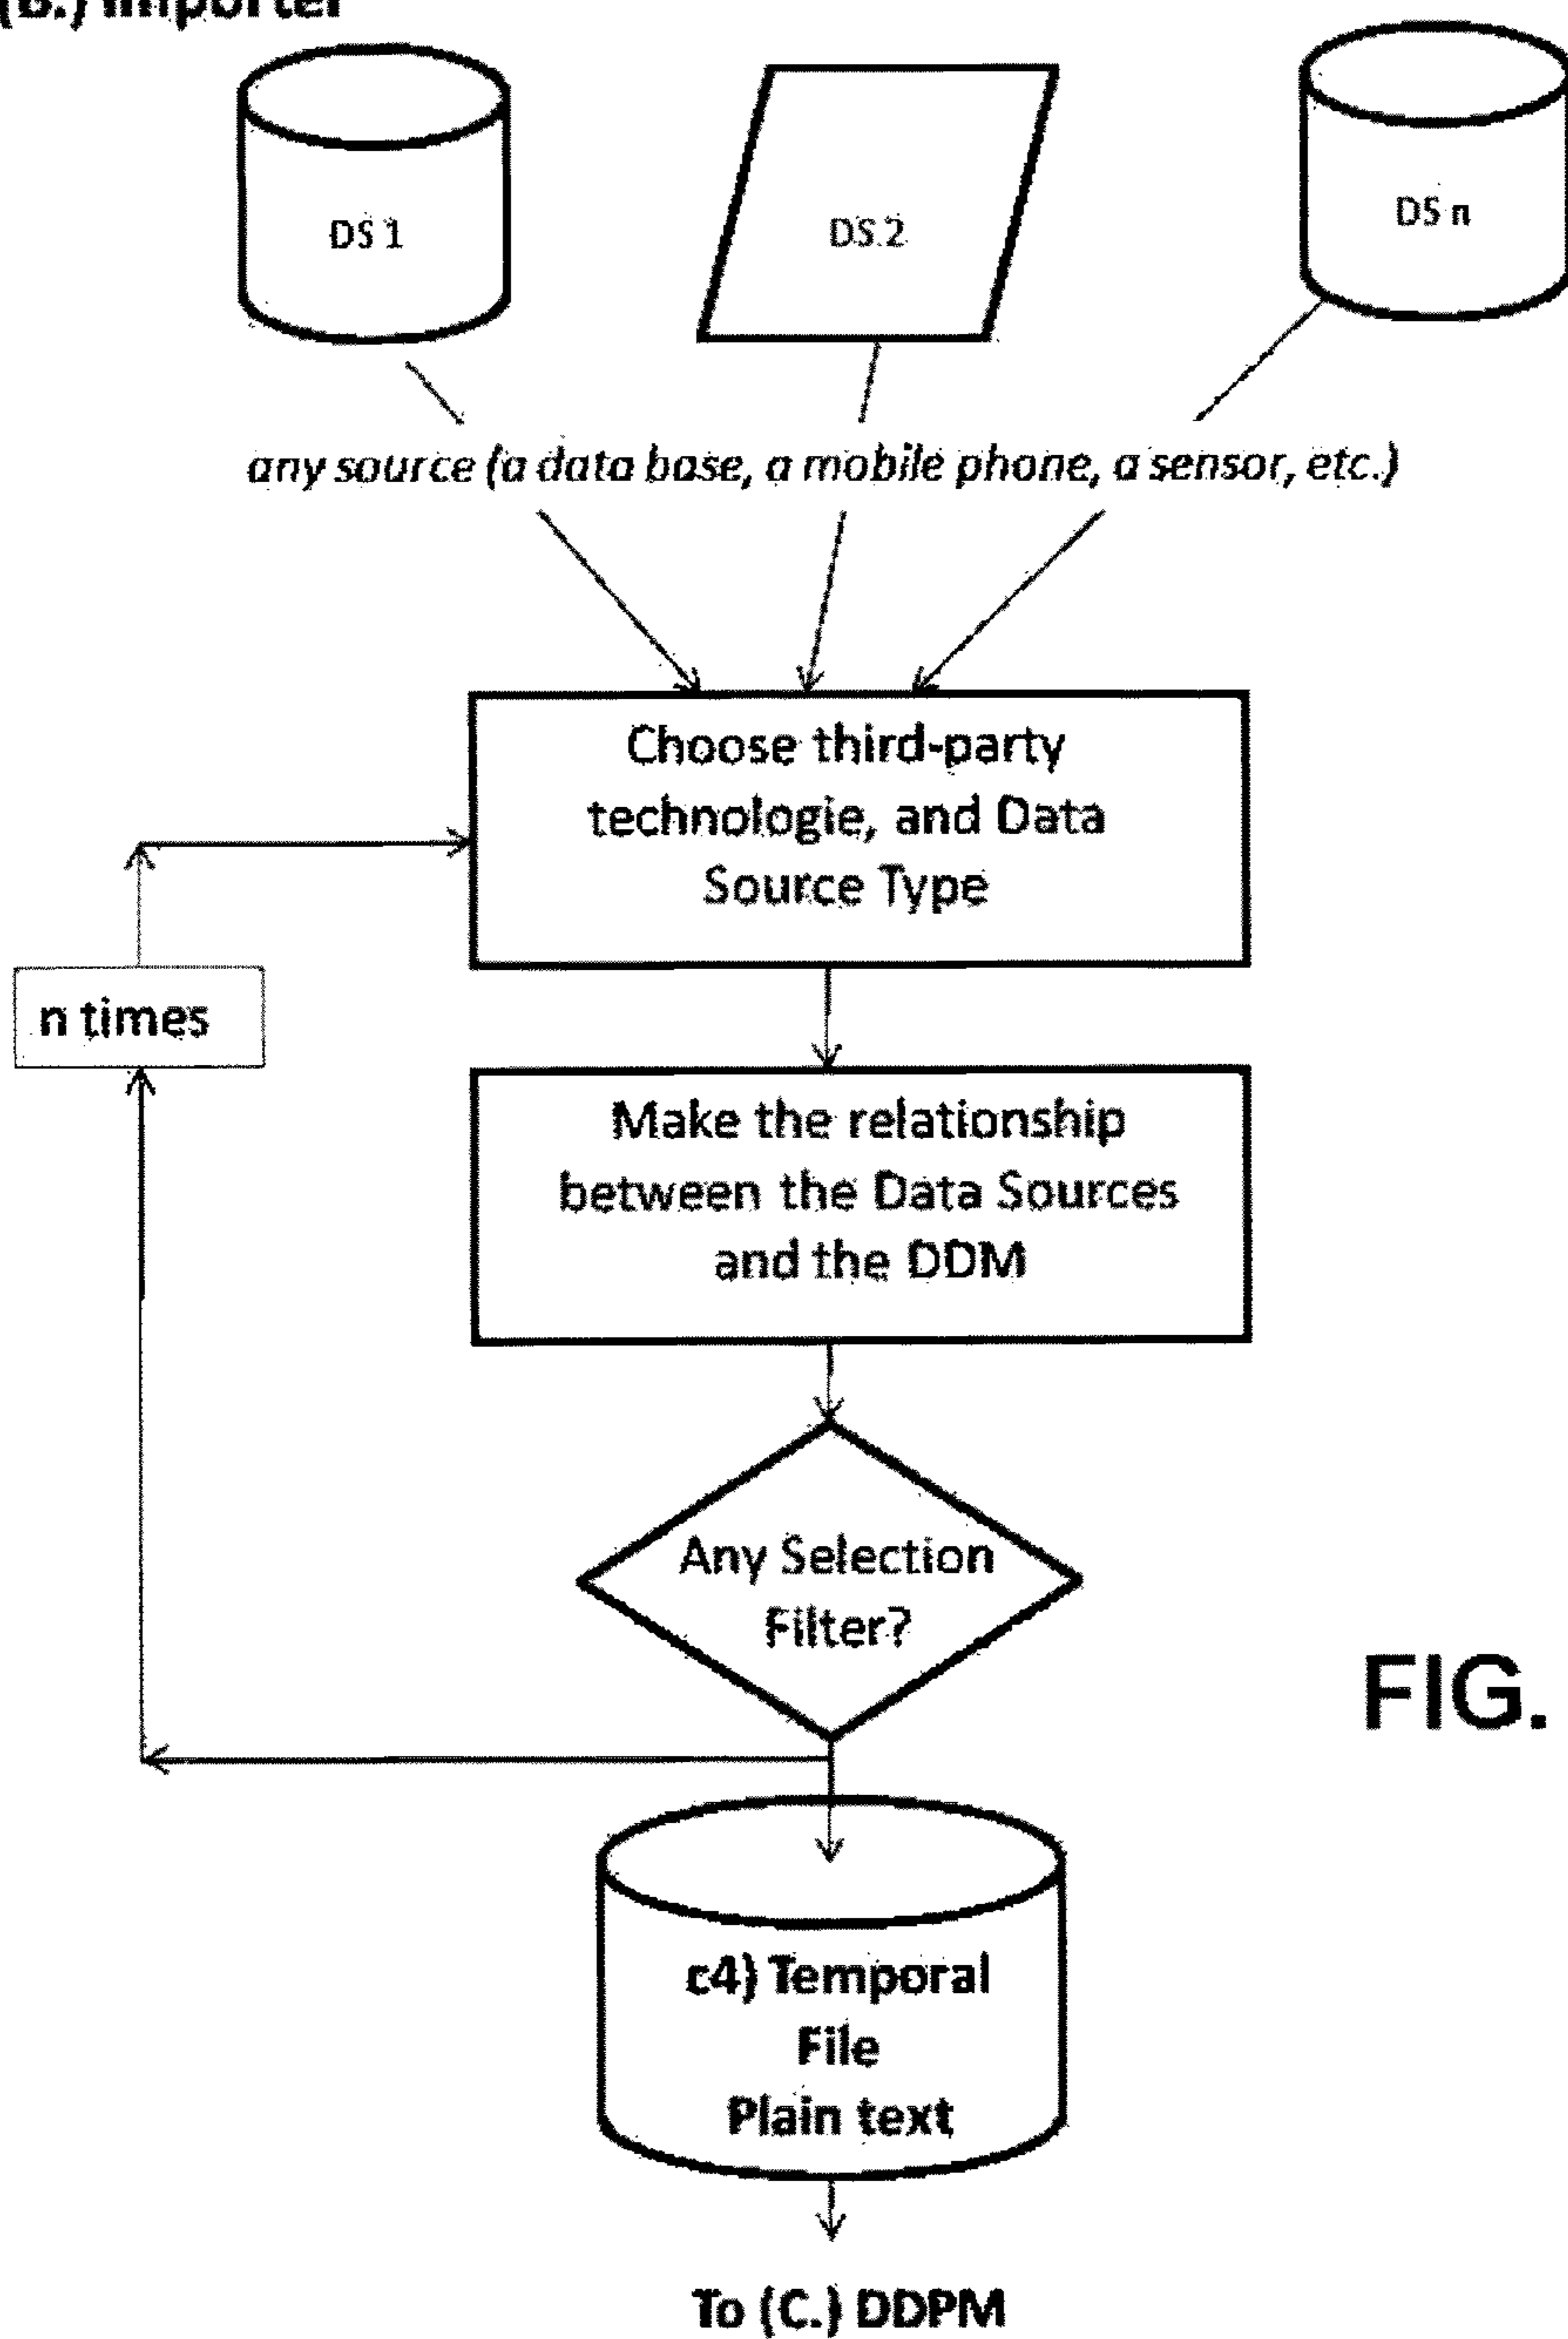 (B.) Importer
DS 1
DS 2
DS n
any source (a data base, a mobile phone, a sensor, etc.)
Choose third-party
technologie, and Data
Source Type
n times
Make the relationship
between the Data Sources
and the DDM
Any Selection
Filter?
FIG.
c4) Temporal
File
Plain text
To (C.) DDPM